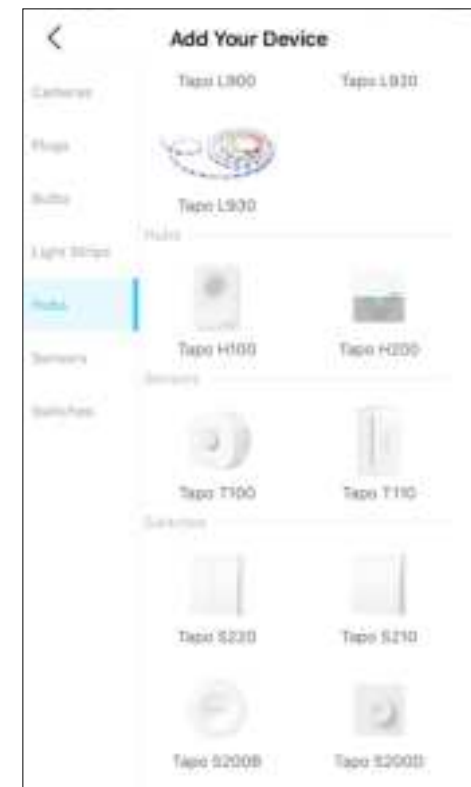 Add Your Device
Tapo L900
Tapo L920
Cameras
Plugs
Bulbs
Tapo L930
Hubs
Light Strips
Hubs
Tapo H100
Tapo H200
Sensors
Sensors
Switches
Tapo T100
Tapo T110
Switches
Tapo S220
Tapo S210
Tapo S200B
Tapo S200D